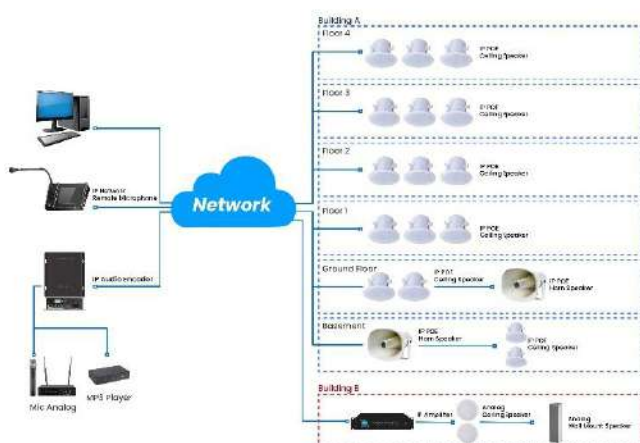 Building A
Floor 4
IP POE
Ceiling Speaker
Floor 3
IP POE
Ceiling Speaker
Floor 2
IP POE
Ceiling Speaker
Floor 1
IP POE
Ceiling Speaker
Ground Floor
IP POE
Ceiling Speaker
IP POE
Horn Speaker
Basement
IP POE
Horn Speaker
IP POE
Ceiling Speaker
Building B
IP Amplifier
Analog
Ceiling Speaker
Analog
Wall Mount Speaker
Network
IP Network
Remote Microphone
IP Audio Encoder
Mic Analog
MP3 Player